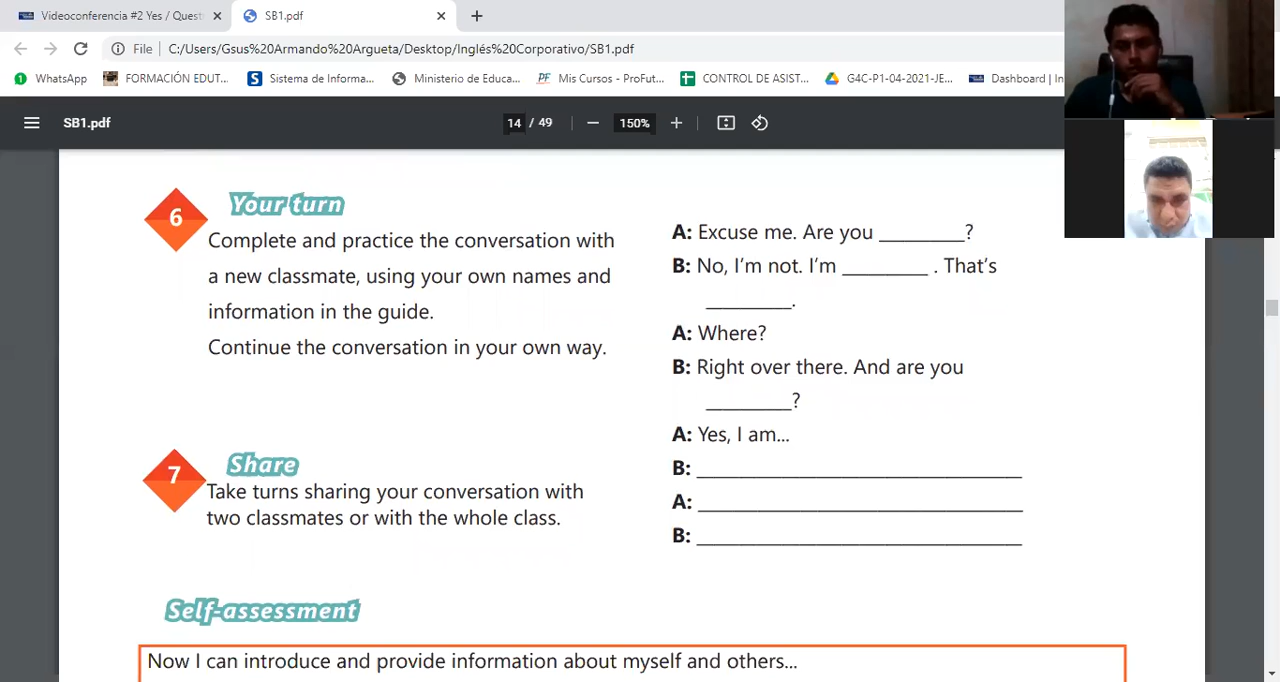 Videoconferencia #2 Yes / Quest
SB1.pdf
File
C:/Users/Gsus%20Armando%20Argueta/Desktop/Inglés%20Corporativo/SB1.pdf
WhatsApp
FORMACIÓN EDUT...
Sistema de Informa...
Ministerio de Educa...
Mis Cursos - ProFut...
CONTROL DE ASIST...
G4C-P1-04-2021-JE...
Dashboard | In
SB1.pdf
14 / 49
150%
6
Your turn
Complete and practice the conversation with
a new classmate, using your own names and
information in the guide.
Continue the conversation in your own way.
7
Share
Take turns sharing your conversation with
two classmates or with the whole class.
A: Excuse me. Are you ________?
B: No, I'm not. I'm ________ . That's
________.
A: Where?
B: Right over there. And are you
________?
A: Yes, I am...
B: ______________________________
A: ______________________________
B: ______________________________
Self-assessment
Now I can introduce and provide information about myself and others...